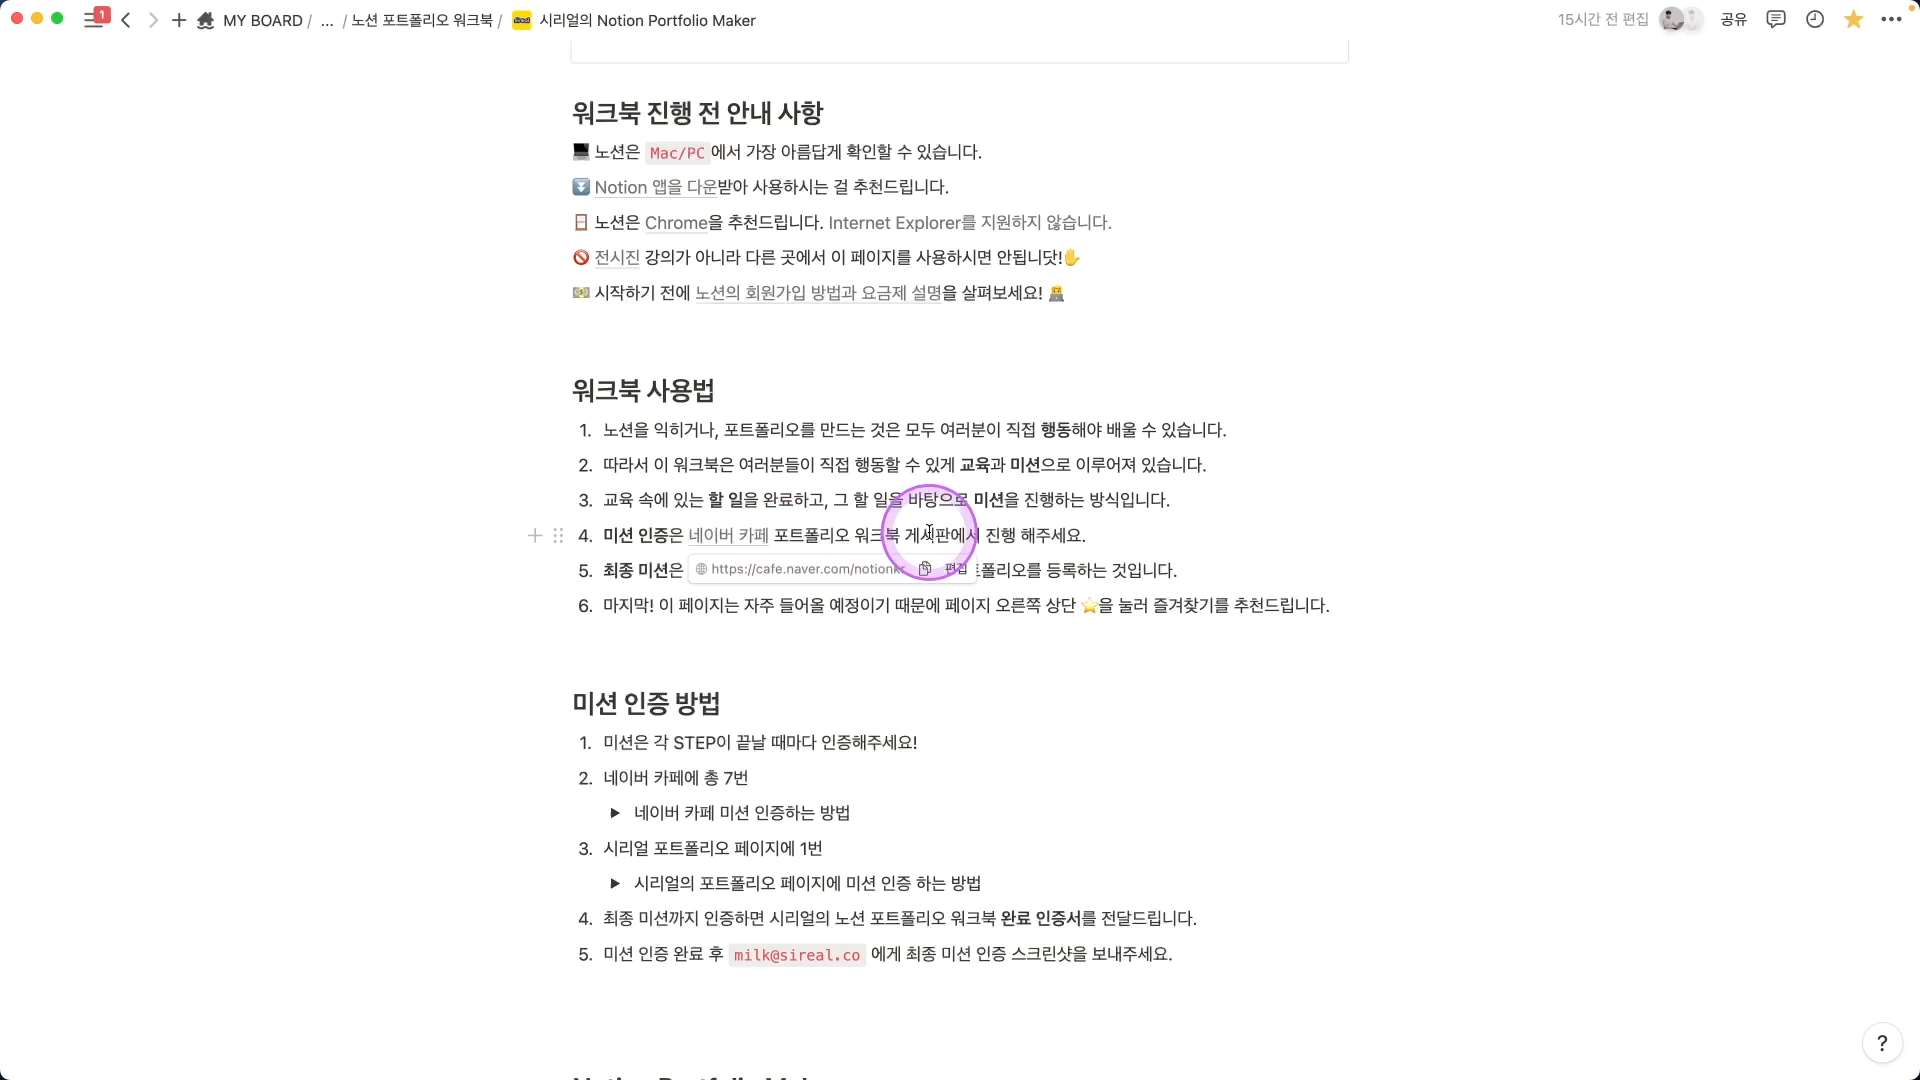 1
MY BOARD / ... / 노션 포트폴리오 워크북 / sireal 시리얼의 Notion Portfolio Maker
15시간 전 편집 공유
워크북 진행 전 안내 사항
노션은 Mac/PC 에서 가장 아름답게 확인할 수 있습니다.
Notion 앱을 다운받아 사용하시는 걸 추천드립니다.
노션은 Chrome을 추천드립니다. Internet Explorer를 지원하지 않습니다.
전시진 강의가 아니라 다른 곳에서 이 페이지를 사용하시면 안됩니닷!✋
시작하기 전에 노션의 회원가입 방법과 요금제 설명을 살펴보세요!
워크북 사용법
1. 노션을 익히거나, 포트폴리오를 만드는 것은 모두 여러분이 직접 행동해야 배울 수 있습니다.
2. 따라서 이 워크북은 여러분들이 직접 행동할 수 있게 교육과 미션으로 이루어져 있습니다.
3. 교육 속에 있는 할 일을 완료하고, 그 할 일을 바탕으로 미션을 진행하는 방식입니다.
4. 미션 인증은 네이버 카페 포트폴리오 워크북 게시판에서 진행 해주세요.
5. 최종 미션은 https://cafe.naver.com/notionkr 편집 트폴리오를 등록하는 것입니다.
6. 마지막! 이 페이지는 자주 들어올 예정이기 때문에 페이지 오른쪽 상단 ⭐을 눌러 즐겨찾기를 추천드립니다.
미션 인증 방법
1. 미션은 각 STEP이 끝날 때마다 인증해주세요!
2. 네이버 카페에 총 7번
네이버 카페 미션 인증하는 방법
3. 시리얼 포트폴리오 페이지에 1번
시리얼의 포트폴리오 페이지에 미션 인증 하는 방법
4. 최종 미션까지 인증하면 시리얼의 노션 포트폴리오 워크북 완료 인증서를 전달드립니다.
5. 미션 인증 완료 후 milk@sireal.co 에게 최종 미션 인증 스크린샷을 보내주세요.
?